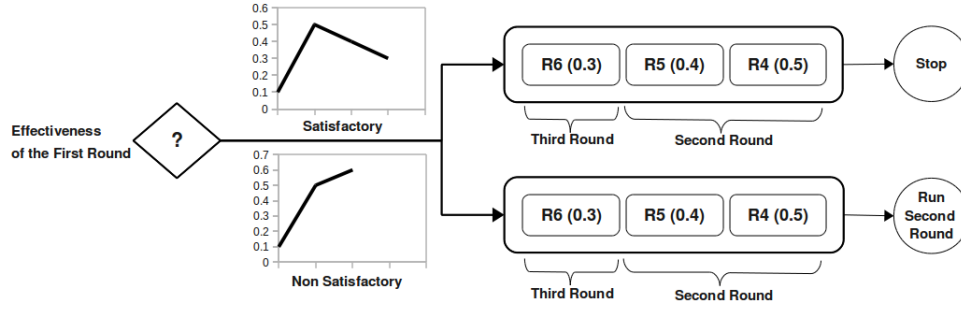 Effectiveness
of the First Round
?
0.6
0.5
0.4
0.3
0.2
0.1
0
Satisfactory
0.7
0.6
0.5
0.4
0.3
0.2
0.1
0
Non Satisfactory
R6 (0.3) R5 (0.4) R4 (0.5)
Third Round Second Round
Stop
R6 (0.3) R5 (0.4) R4 (0.5)
Third Round Second Round
Run
Second
Round